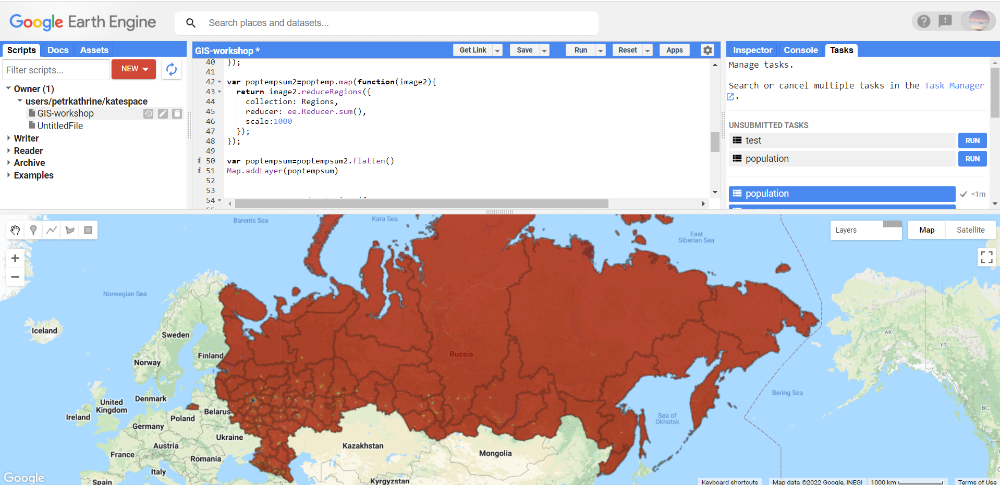 Google Earth Engine
Search places and datasets...
Scripts Docs Assets
Filter scripts...
NEW
Owner (1)
users/petrkathrine/katespace
GIS-workshop
UntitledFile
Writer
Reader
Archive
Examples
GIS-workshop *
Get Link Save Run Reset Apps
40 });
41
42 var poptempsum2=poptemp.map(function(image2){
43 return image2.reduceRegions({
44 collection: Regions,
45 reducer: ee.Reducer.sum(),
46 scale:1000
47 });
48 });
49
i 50 var poptempsum=poptempsum2.flatten()
i 51 Map.addLayer(poptempsum)
52
53
54
Inspector Console Tasks
Manage tasks.
Search or cancel multiple tasks in the Task Manager
.
UNSUBMITTED TASKS
test RUN
population RUN
population <1m
Layers
Map Satellite
Barents Sea
Kara Sea
East
Siberian Sea
Norwegian Sea
Iceland
Sweden
Finland
Norway
Russia
AK
YT
Bering Sea
Denmark
United
Kingdom
Ireland
Belarus
Poland
Germany
Ukraine
Sea of
Okhotsk
BC
Austria
Kazakhstan
France
Romania
Mongolia
Italy
Spain
Kyrgyzstan
Google
Keyboard shortcuts Map data ©2022 Google, INEGI 1000 km Terms of Use